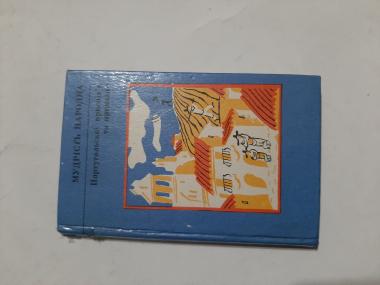 МУДРІСТЬ НАРОДНА
Португальські прислів'я
та приказки